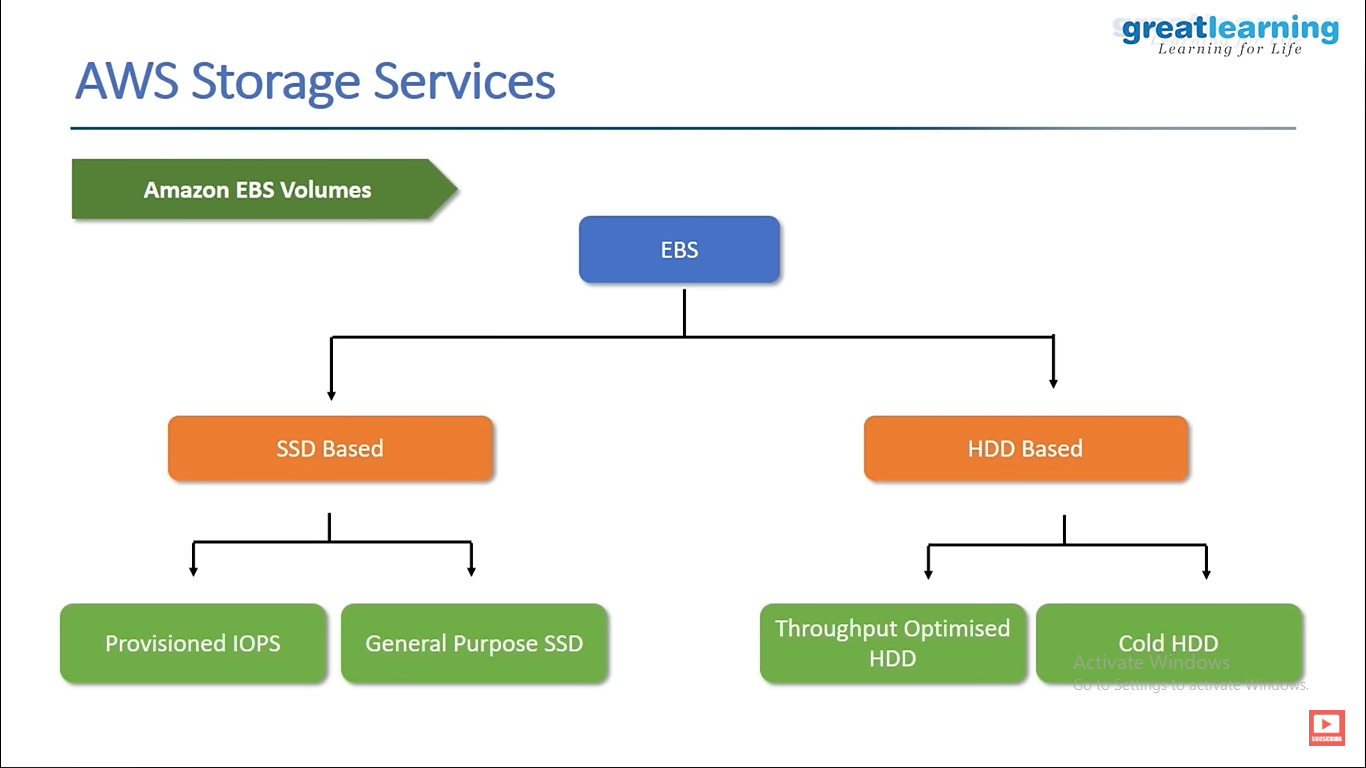 greatlearning
Learning for Life
AWS Storage Services
Amazon EBS Volumes
EBS
SSD Based
HDD Based
Provisioned IOPS
General Purpose SSD
Throughput Optimised
HDD
Cold HDD
Activate Windows
Go to Settings to activate Windows.
SUBSCRIBE